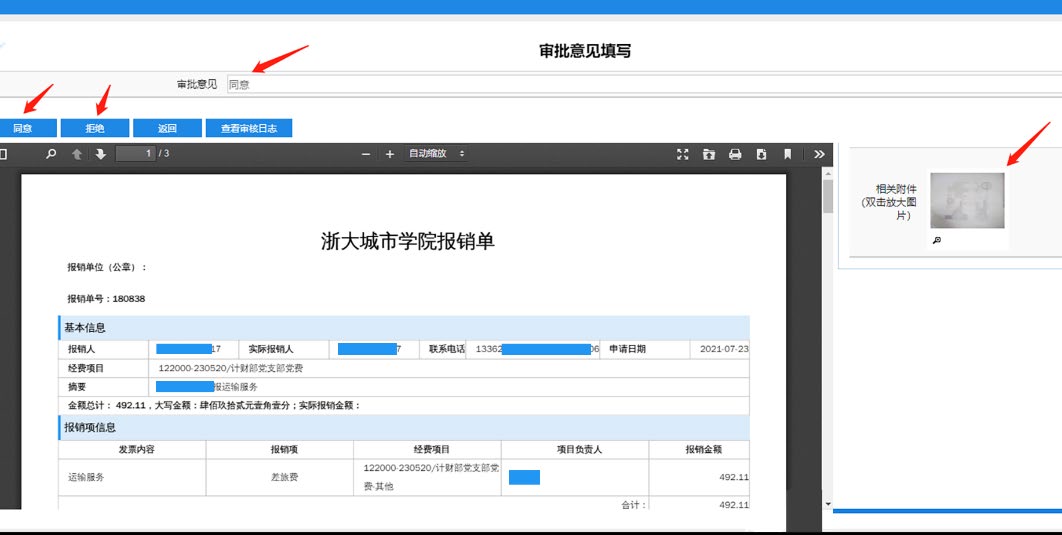 审批意见填写
审批意见 同意
同意 拒绝 返回 查看审核日志
1 / 3 自动缩放
相关附件
(双击放大图
片)
浙大城市学院报销单
报销单位（公章）：
报销单号：180838
基本信息
报销人 17 实际报销人 7 联系电话 13362 06 申请日期 2021-07-23
经费项目 122000-230520/计财部党支部党费
摘要 报运输服务
金额总计： 492.11，大写金额：肆佰玖拾贰元壹角壹分；实际报销金额：
报销项信息
发票内容 报销项 经费项目 项目负责人 报销金额
运输服务 差旅费 122000-230520/计财部党支部党 492.11
费-其他
合计： 492.11